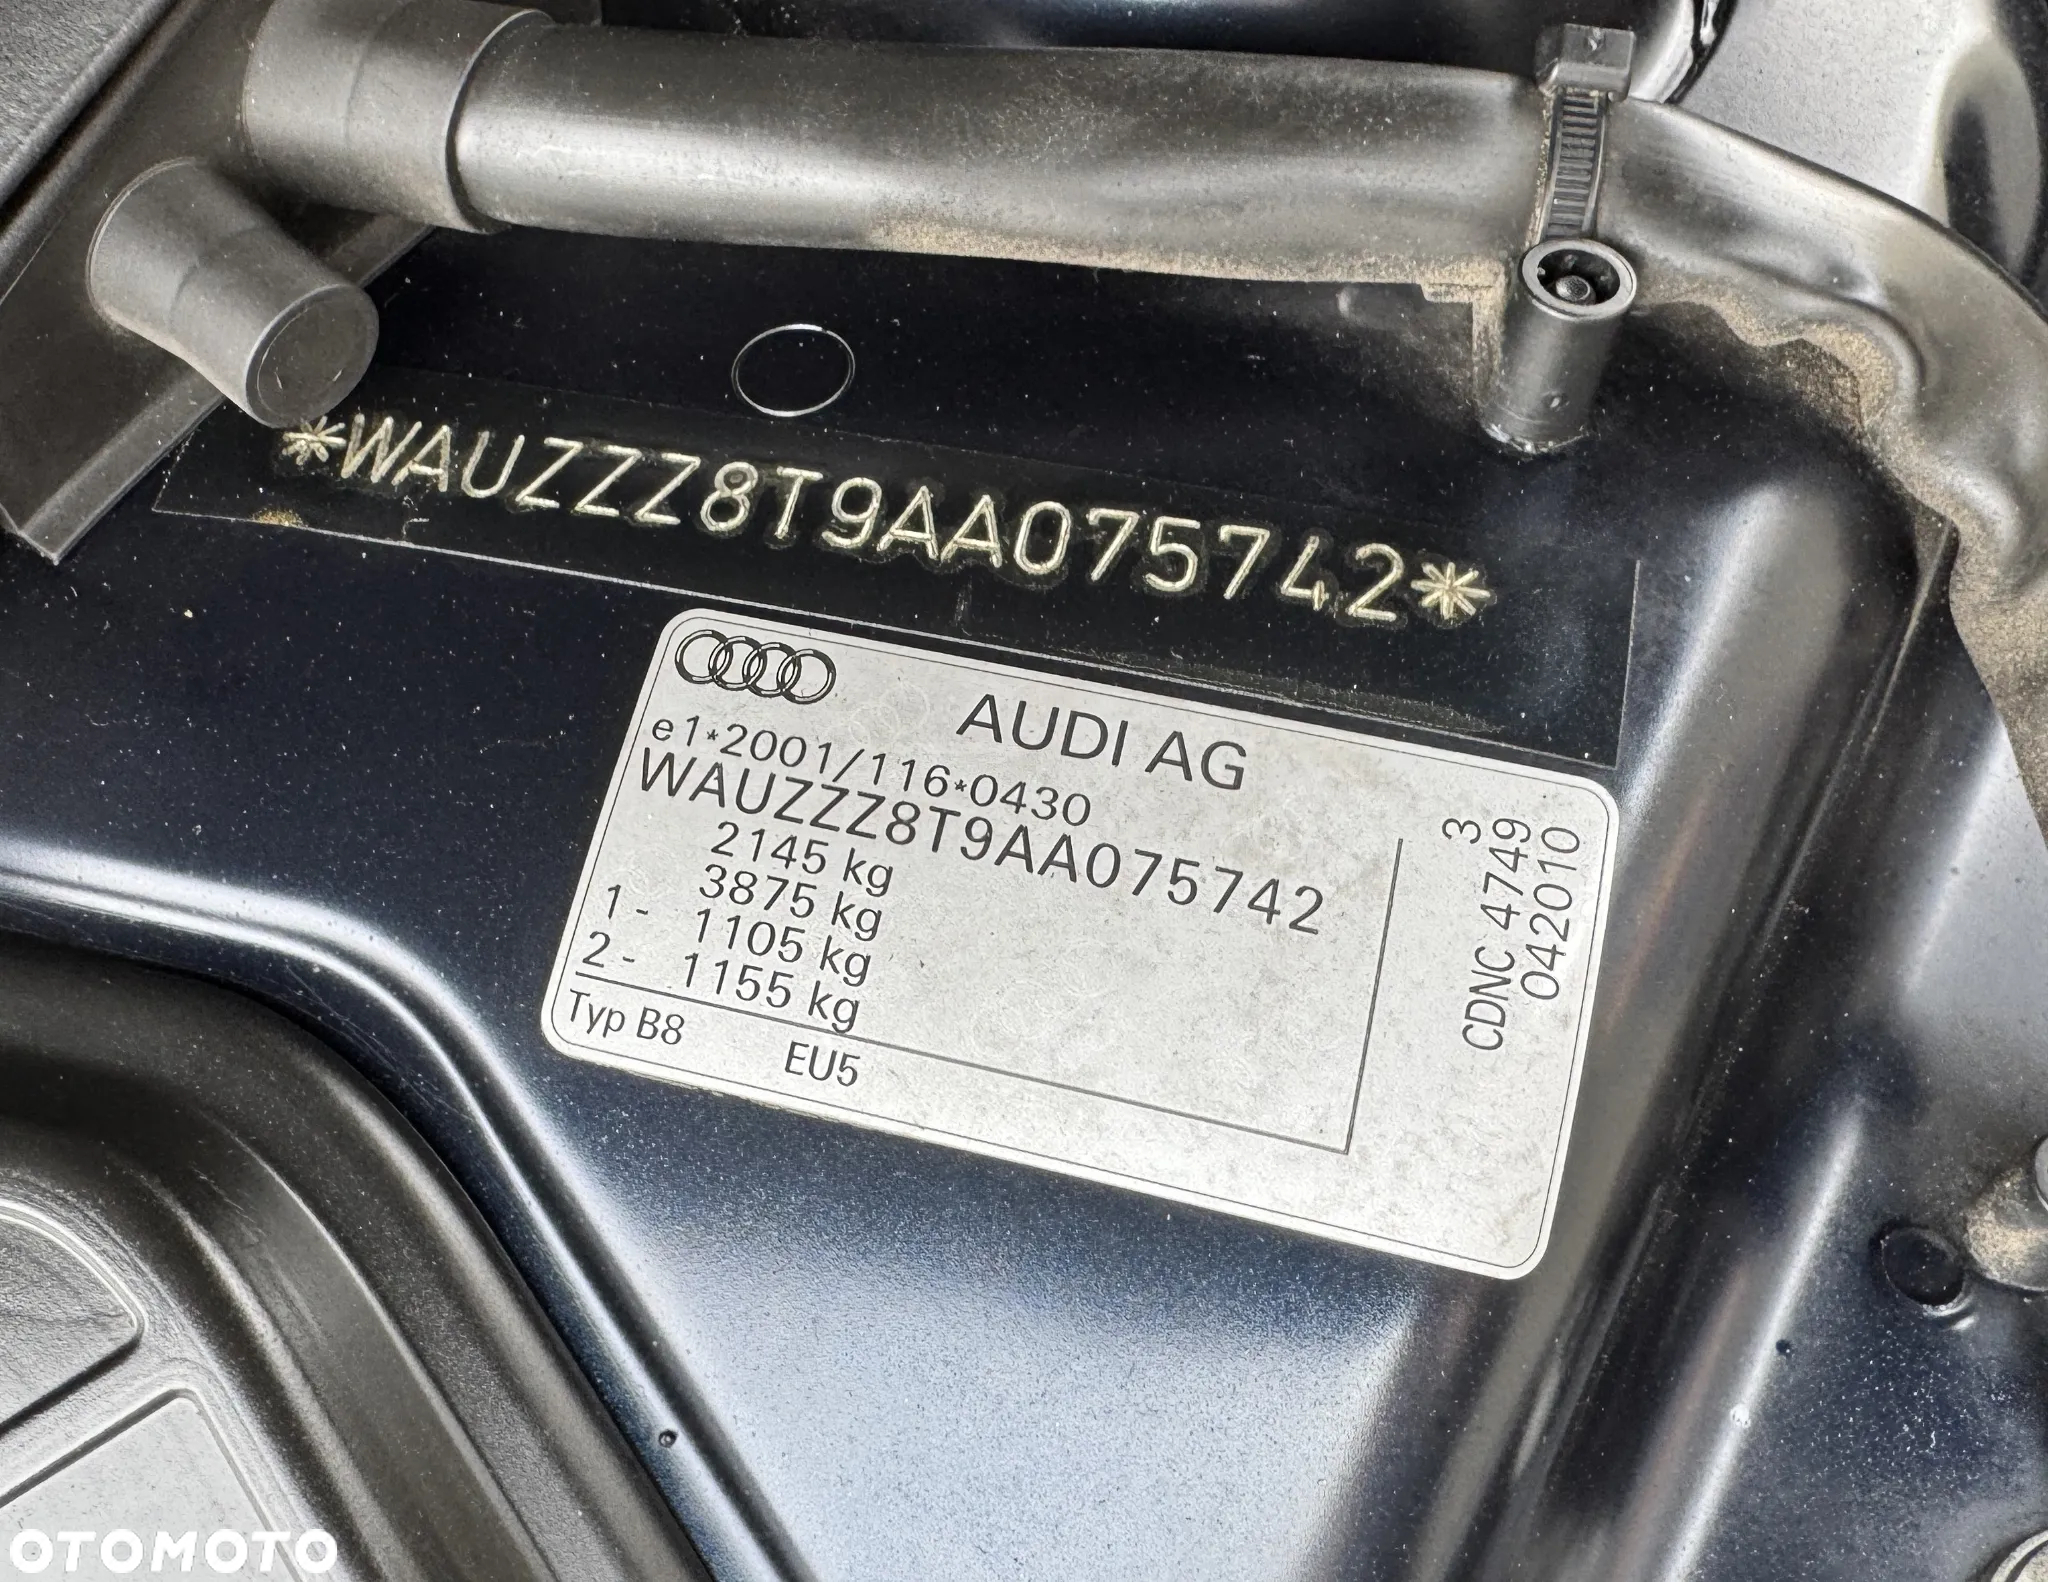 *WAUZZZ8T9AA075742*
AUDI AG
e1*2001/116*0430
WAUZZZ8T9AA075742
2145 kg
3875 kg
1 - 1105 kg
2 - 1155 kg
Typ B8 EU5
3
CDNC 4749
042010
OTOMOTO